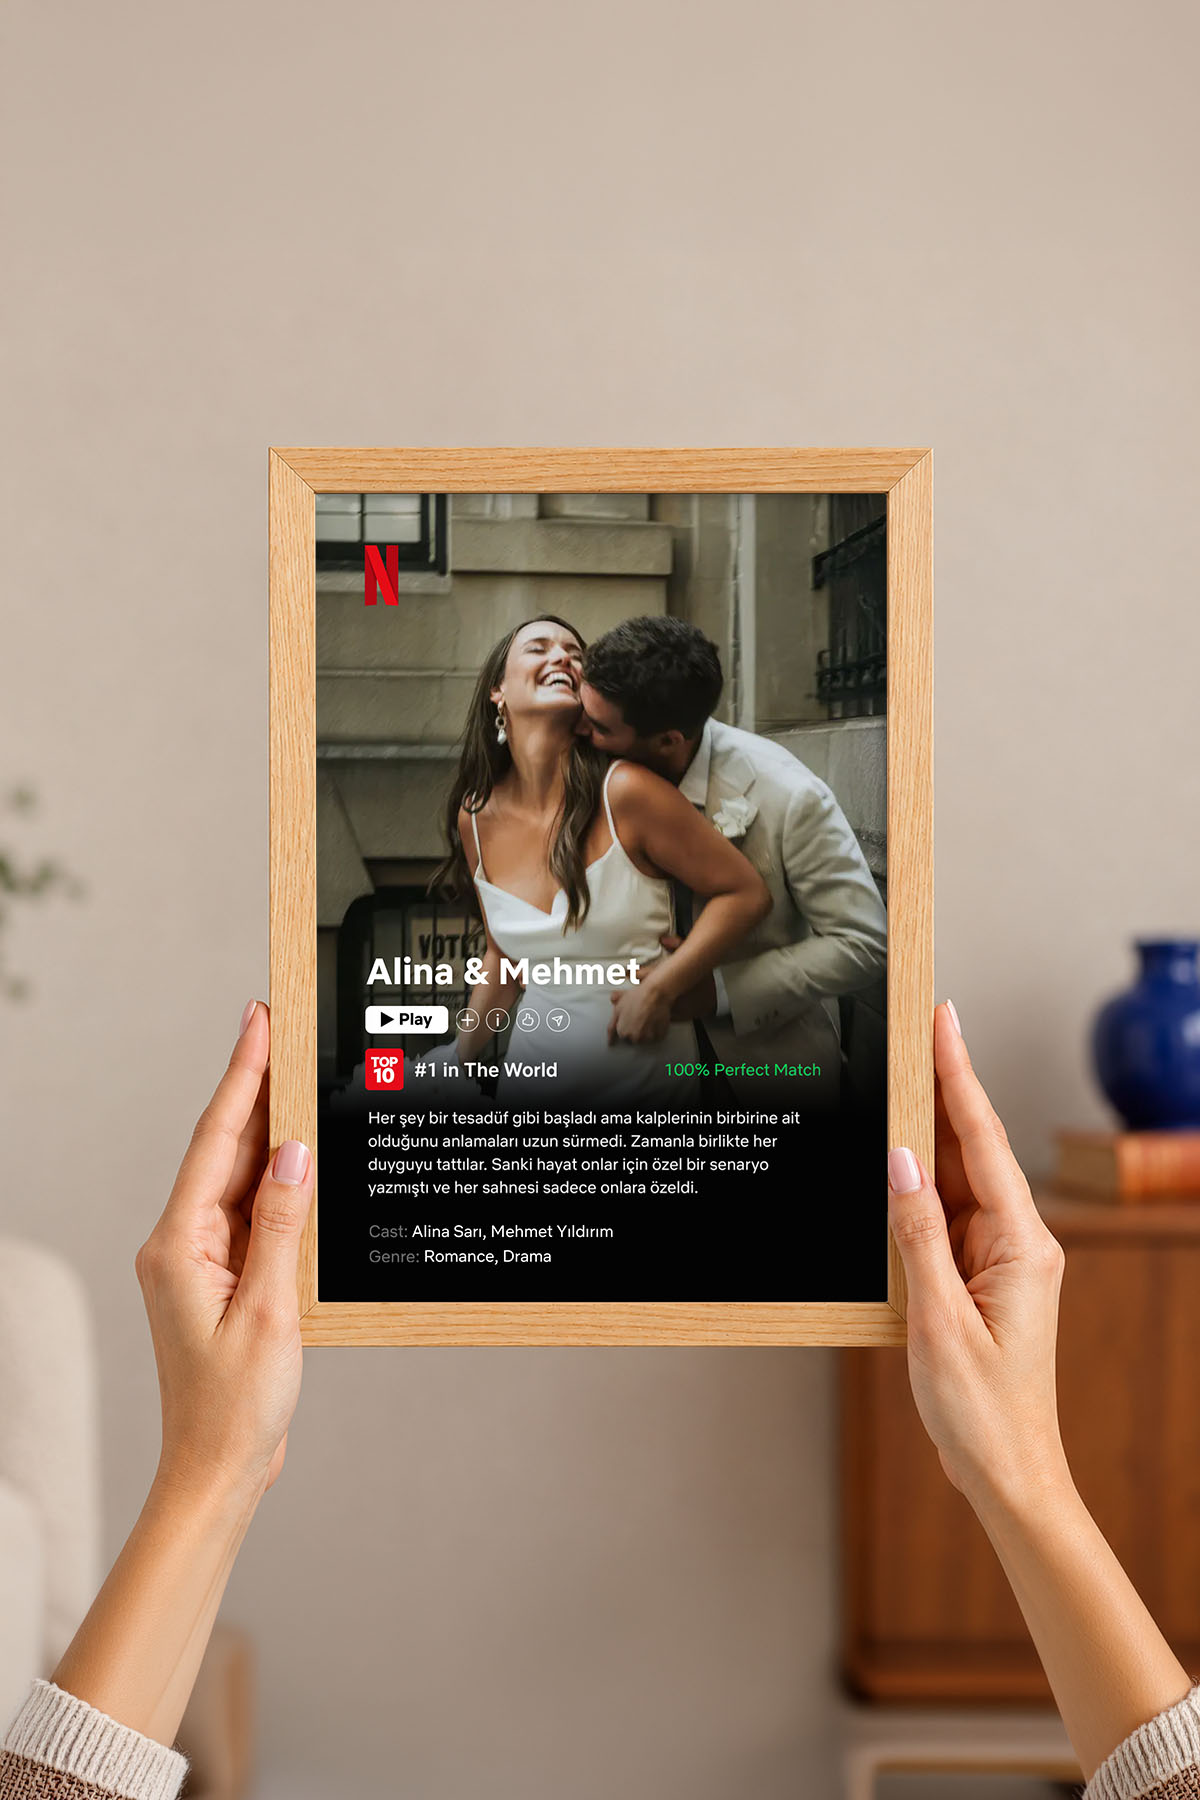 N
VOTE
Alina & Mehmet
Play
TOP 10
#1 in The World
100% Perfect Match
Her şey bir tesadüf gibi başladı ama kalplerinin birbirine ait
olduğunu anlamaları uzun sürmedi. Zamanla birlikte her
duyguyu tattılar. Sanki hayat onlar için özel bir senaryo
yazmıştı ve her sahnesi sadece onlara özeldi.
Cast: Alina Sarı, Mehmet Yıldırım
Genre: Romance, Drama